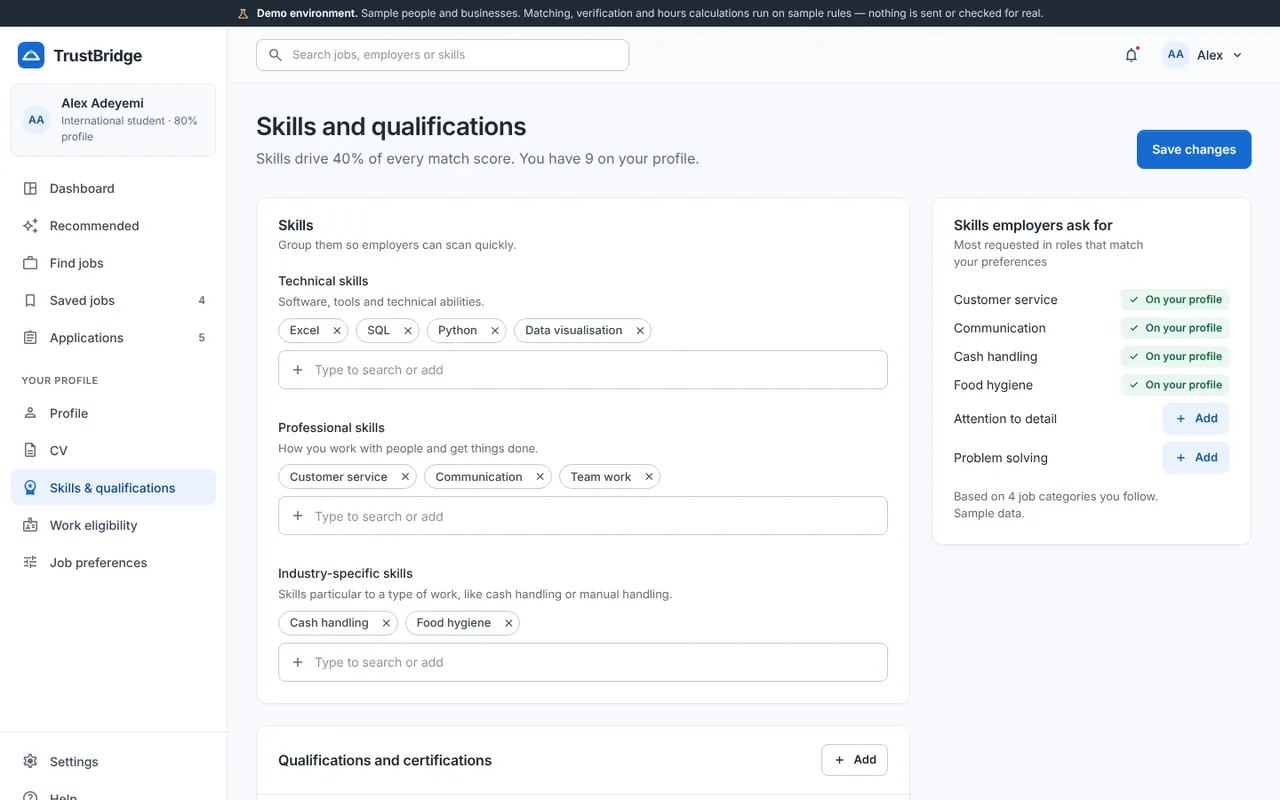 Demo environment. Sample people and businesses. Matching, verification and hours calculations run on sample rules — nothing is sent or checked for real.
TrustBridge
Search jobs, employers or skills
AA
Alex
AA
Alex Adeyemi
International student · 80%
profile
Dashboard
Recommended
Find jobs
Saved jobs 4
Applications 5
YOUR PROFILE
Profile
CV
Skills & qualifications
Work eligibility
Job preferences
Settings
Help
Skills and qualifications
Skills drive 40% of every match score. You have 9 on your profile.
Save changes
Skills
Group them so employers can scan quickly.
Technical skills
Software, tools and technical abilities.
Excel × SQL × Python × Data visualisation ×
+ Type to search or add
Professional skills
How you work with people and get things done.
Customer service × Communication × Team work ×
+ Type to search or add
Industry-specific skills
Skills particular to a type of work, like cash handling or manual handling.
Cash handling × Food hygiene ×
+ Type to search or add
Qualifications and certifications
+ Add
Skills employers ask for
Most requested in roles that match
your preferences
Customer service ✓ On your profile
Communication ✓ On your profile
Cash handling ✓ On your profile
Food hygiene ✓ On your profile
Attention to detail + Add
Problem solving + Add
Based on 4 job categories you follow.
Sample data.